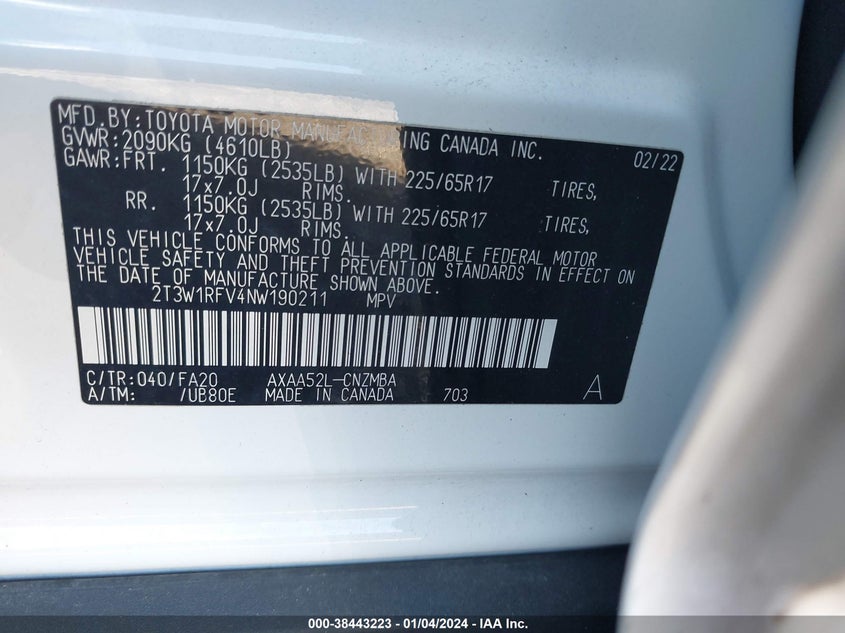 MFD.BY:TOYOTA MOTOR MANUFACTURING CANADA INC. 02/22
GVWR:2090KG (4610LB)
GAWR:FRT. 1150KG (2535LB) WITH 225/65R17 TIRES,
17x7.0J RIMS.
RR. 1150KG (2535LB) WITH 225/65R17 TIRES,
17x7.0J RIMS.
THIS VEHICLE CONFORMS TO ALL APPLICABLE FEDERAL MOTOR
VEHICLE SAFETY AND THEFT PREVENTION STANDARDS IN EFFECT ON
THE DATE OF MANUFACTURE SHOWN ABOVE.
2T3W1RFV4NW190211 MPV
C/TR:040/FA20 AXAA52L-CNZMBA
A/TM: /UB80E MADE IN CANADA 703 A
000-38443223 - 01/04/2024 - IAA Inc.